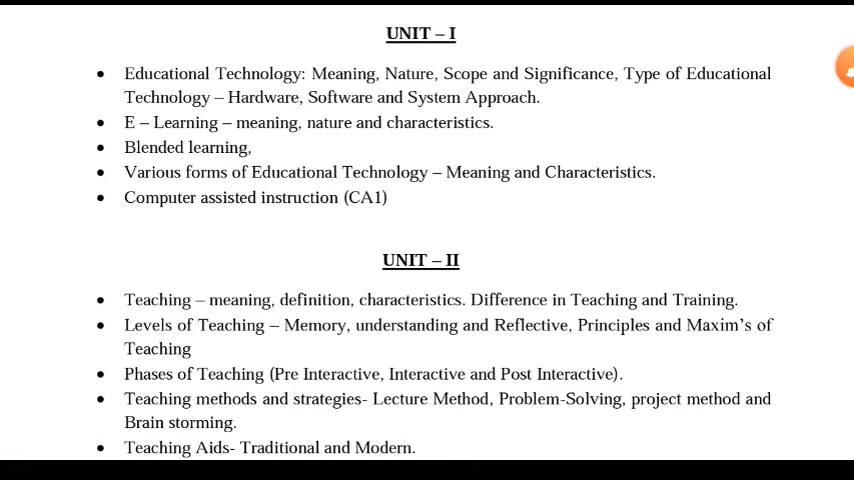 UNIT – I
• Educational Technology: Meaning, Nature, Scope and Significance, Type of Educational
Technology – Hardware, Software and System Approach.
• E – Learning – meaning, nature and characteristics.
• Blended learning,
• Various forms of Educational Technology – Meaning and Characteristics.
• Computer assisted instruction (CA1)
UNIT – II
• Teaching – meaning, definition, characteristics. Difference in Teaching and Training.
• Levels of Teaching – Memory, understanding and Reflective, Principles and Maxim's of
Teaching
• Phases of Teaching (Pre Interactive, Interactive and Post Interactive).
• Teaching methods and strategies- Lecture Method, Problem-Solving, project method and
Brain storming.
• Teaching Aids- Traditional and Modern.